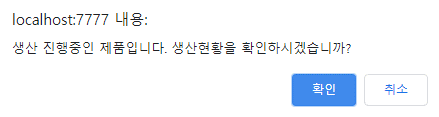 localhost:7777 내용:
생산 진행중인 제품입니다. 생산현황을 확인하시겠습니까?
확인 취소